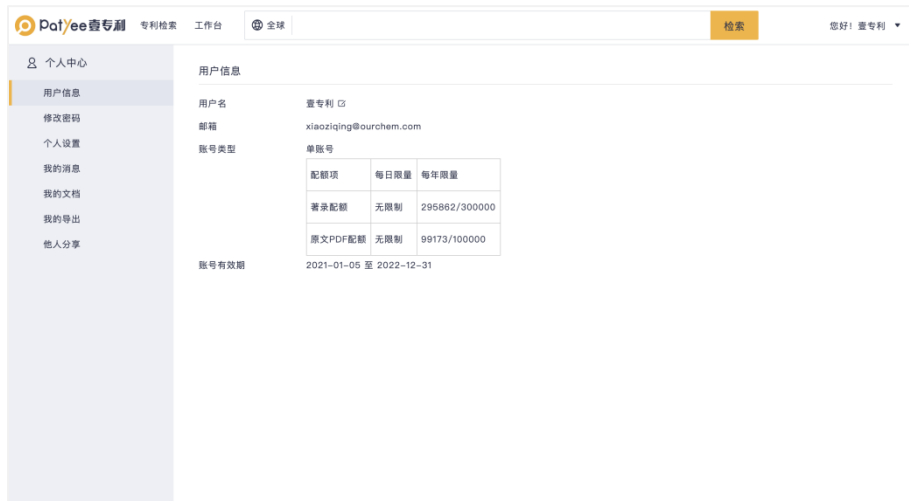 Patyee壹专利 专利检索 工作台 全球 检索 您好！壹专利
个人中心
用户信息
修改密码
个人设置
我的消息
我的文档
我的导出
他人分享
用户信息
用户名 壹专利
邮箱 xiaoziqing@ourchem.com
账号类型 单账号
配额项 每日限量 每年限量
著录配额 无限制 295862/300000
原文PDF配额 无限制 99173/100000
账号有效期 2021-01-05 至 2022-12-31